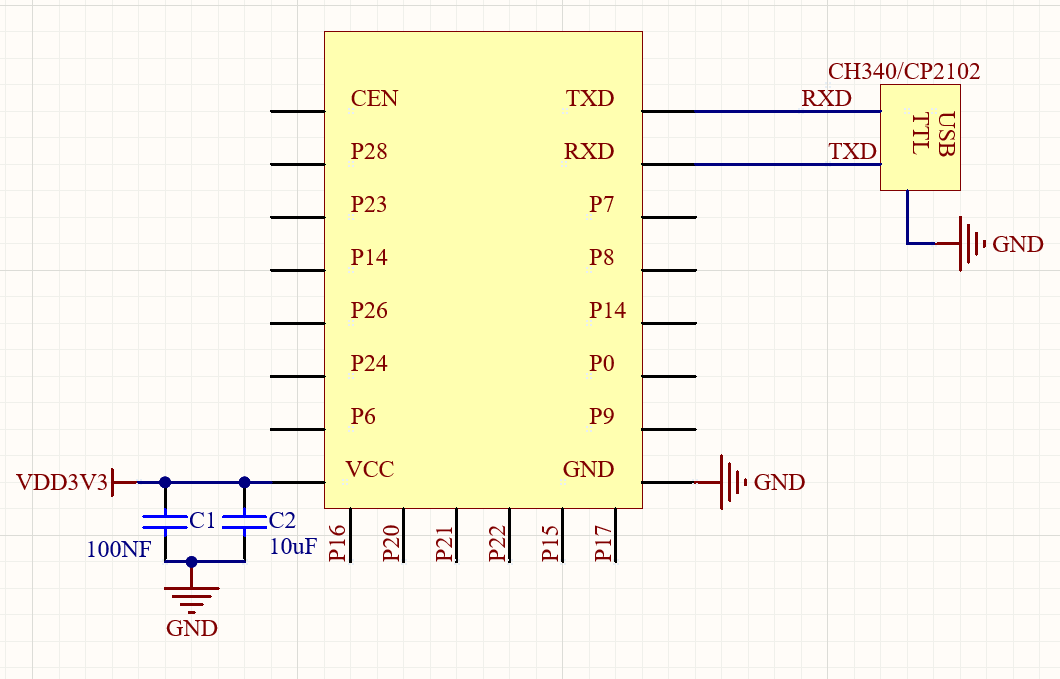 CH340/CP2102
CEN
TXD
RXD
P28
RXD
TXD
USB
TTL
P23
P7
GND
P14
P8
P26
P14
P24
P0
P6
P9
VDD3V3
VCC
GND
GND
C1
C2
100NF
10uF
P16
P20
P21
P22
P15
P17
GND